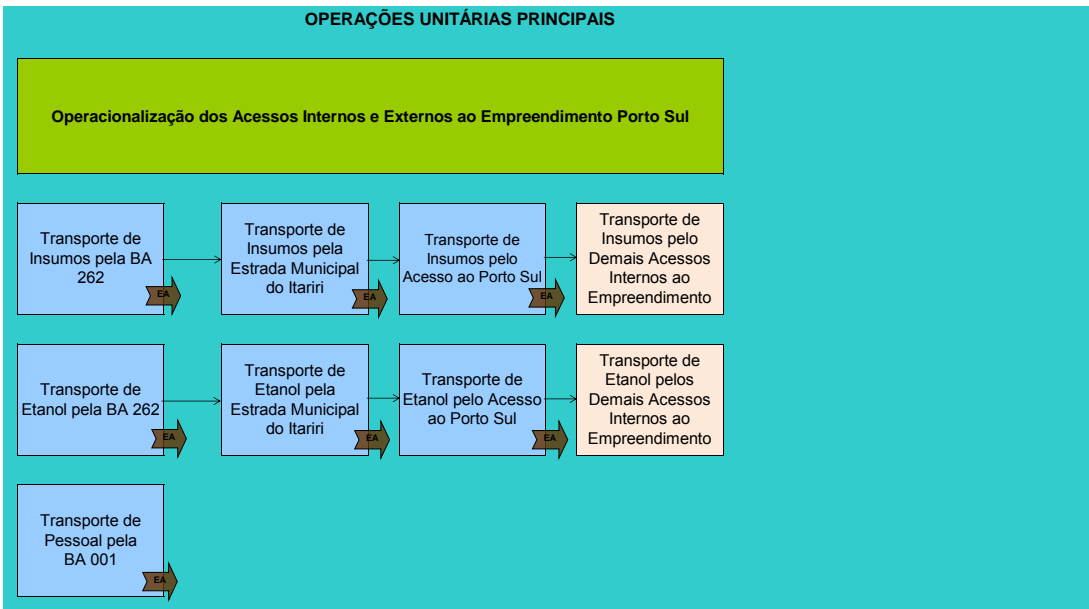 OPERAÇÕES UNITÁRIAS PRINCIPAIS
Operacionalização dos Acessos Internos e Externos ao Empreendimento Porto Sul
Transporte de
Insumos pela BA
262
EA
Transporte de
Insumos pela
Estrada Municipal
do Itariri
EA
Transporte de
Insumos pelo
Acesso ao Porto Sul
EA
Transporte de
Insumos pelo
Demais Acessos
Internos ao
Empreendimento
Transporte de
Etanol pela BA 262
EA
Transporte de
Etanol pela
Estrada Municipal
do Itariri
EA
Transporte de
Etanol pelo Acesso
ao Porto Sul
EA
Transporte de
Etanol pelos
Demais Acessos
Internos ao
Empreendimento
Transporte de
Pessoal pela
BA 001
EA